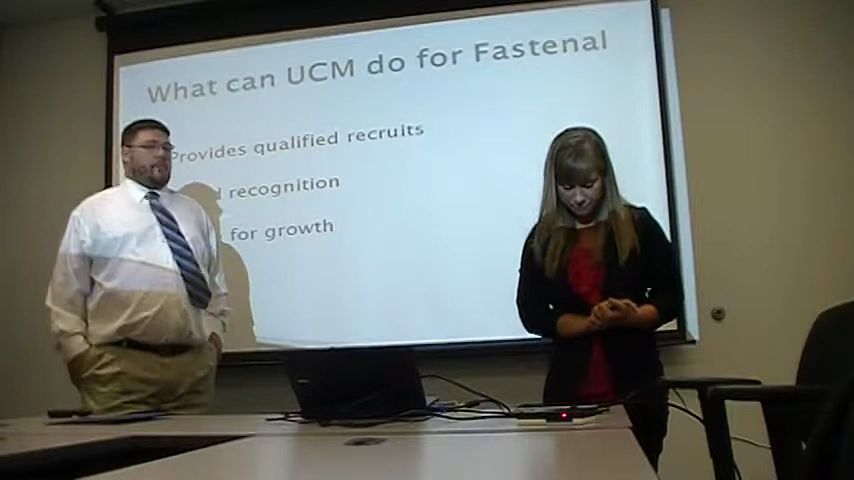 What can UCM do for Fastenal
Provides qualified recruits
recognition
for growth